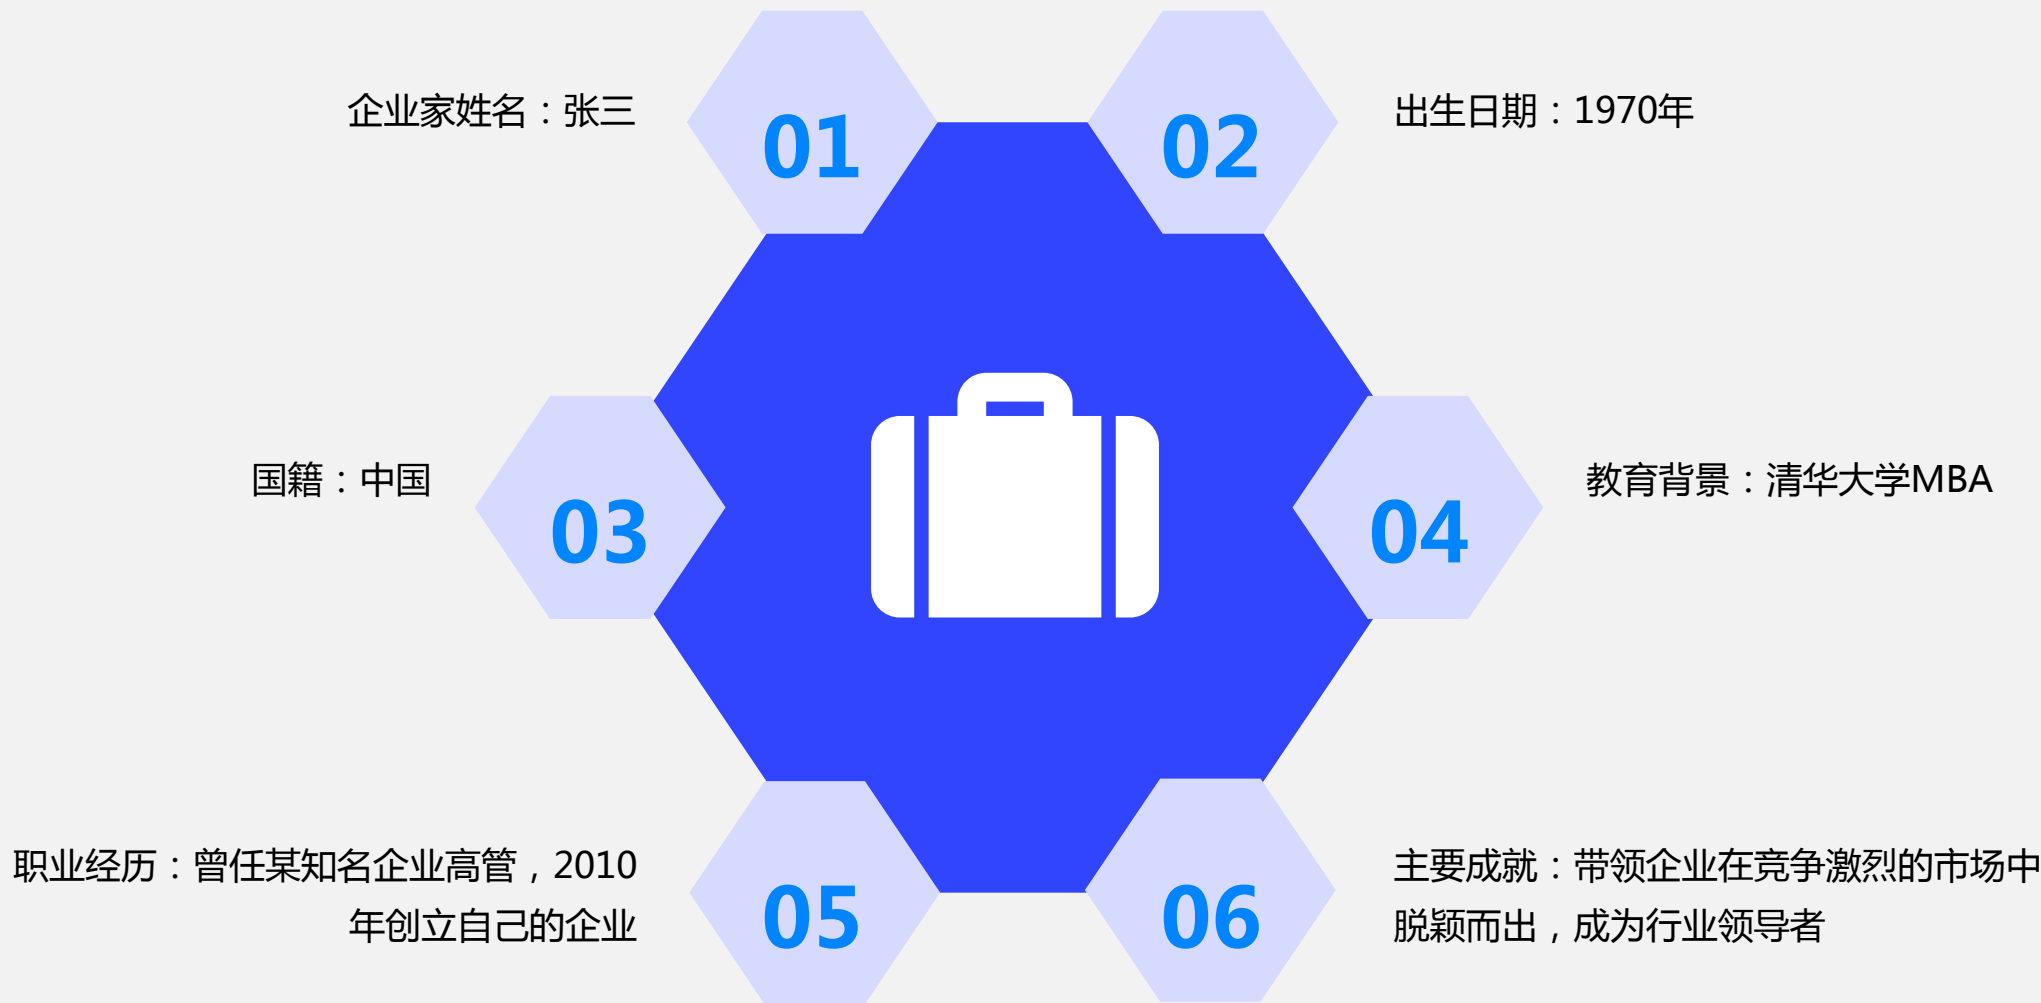 企业家姓名：张三
01
02
出生日期：1970年
国籍：中国
03
04
教育背景：清华大学MBA
职业经历：曾任某知名企业高管，2010
年创立自己的企业
05
06
主要成就：带领企业在竞争激烈的市场中
脱颖而出，成为行业领导者